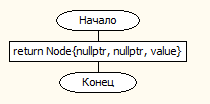 Начало
return Node{nullptr, nullptr, value}
Конец